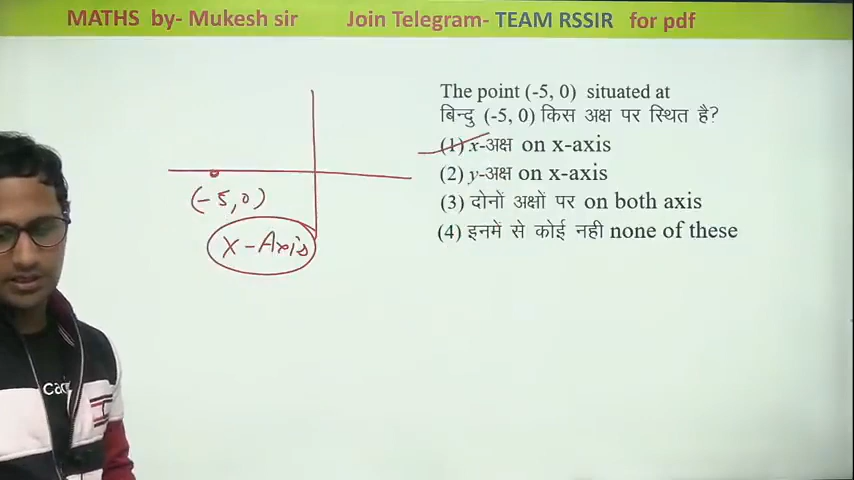 MATHS by- Mukesh sir Join Telegram- TEAM RSSIR for pdf
The point (-5, 0) situated at
बिन्दु (-5, 0) किस अक्ष पर स्थित है?
(1) x-अक्ष on x-axis
(2) y-अक्ष on x-axis
(3) दोनों अक्षों पर on both axis
(4) इनमें से कोई नही none of these
(-5,0)
X-Axis